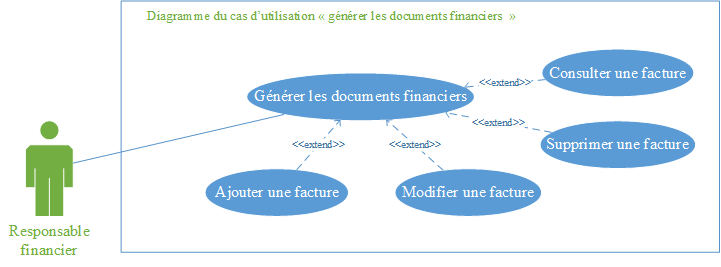 Diagramme du cas d’utilisation « générer les documents financiers »
Consulter une facture
<<extend>>
Générer les documents financiers
<<extend>>
Supprimer une facture
<<extend>>
<<extend>>
Ajouter une facture
Modifier une facture
Responsable
financier